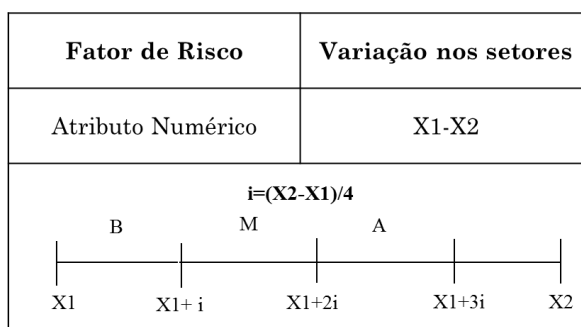 Fator de Risco Variação nos setores
Atributo Numérico X1-X2
i=(X2-X1)/4
B M A
X1 X1+ i X1+2i X1+3i X2